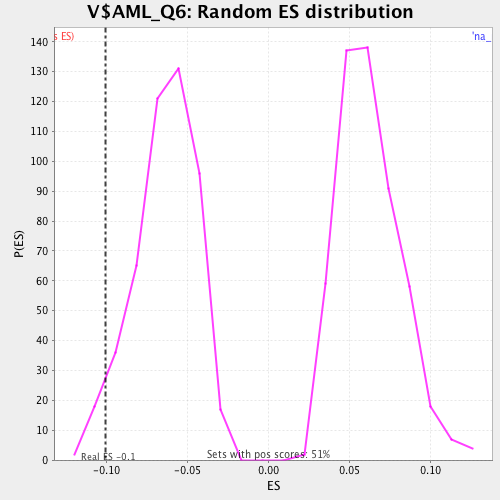 V$AML_Q6: Random ES distribution
s ES)
'na_
140
130
120
110
100
90
80
70
60
50
40
30
20
10
0
P(ES)
Real ES -0.1
Sets with pos scores: 51%
-0.10 -0.05 0.00 0.05 0.10
ES